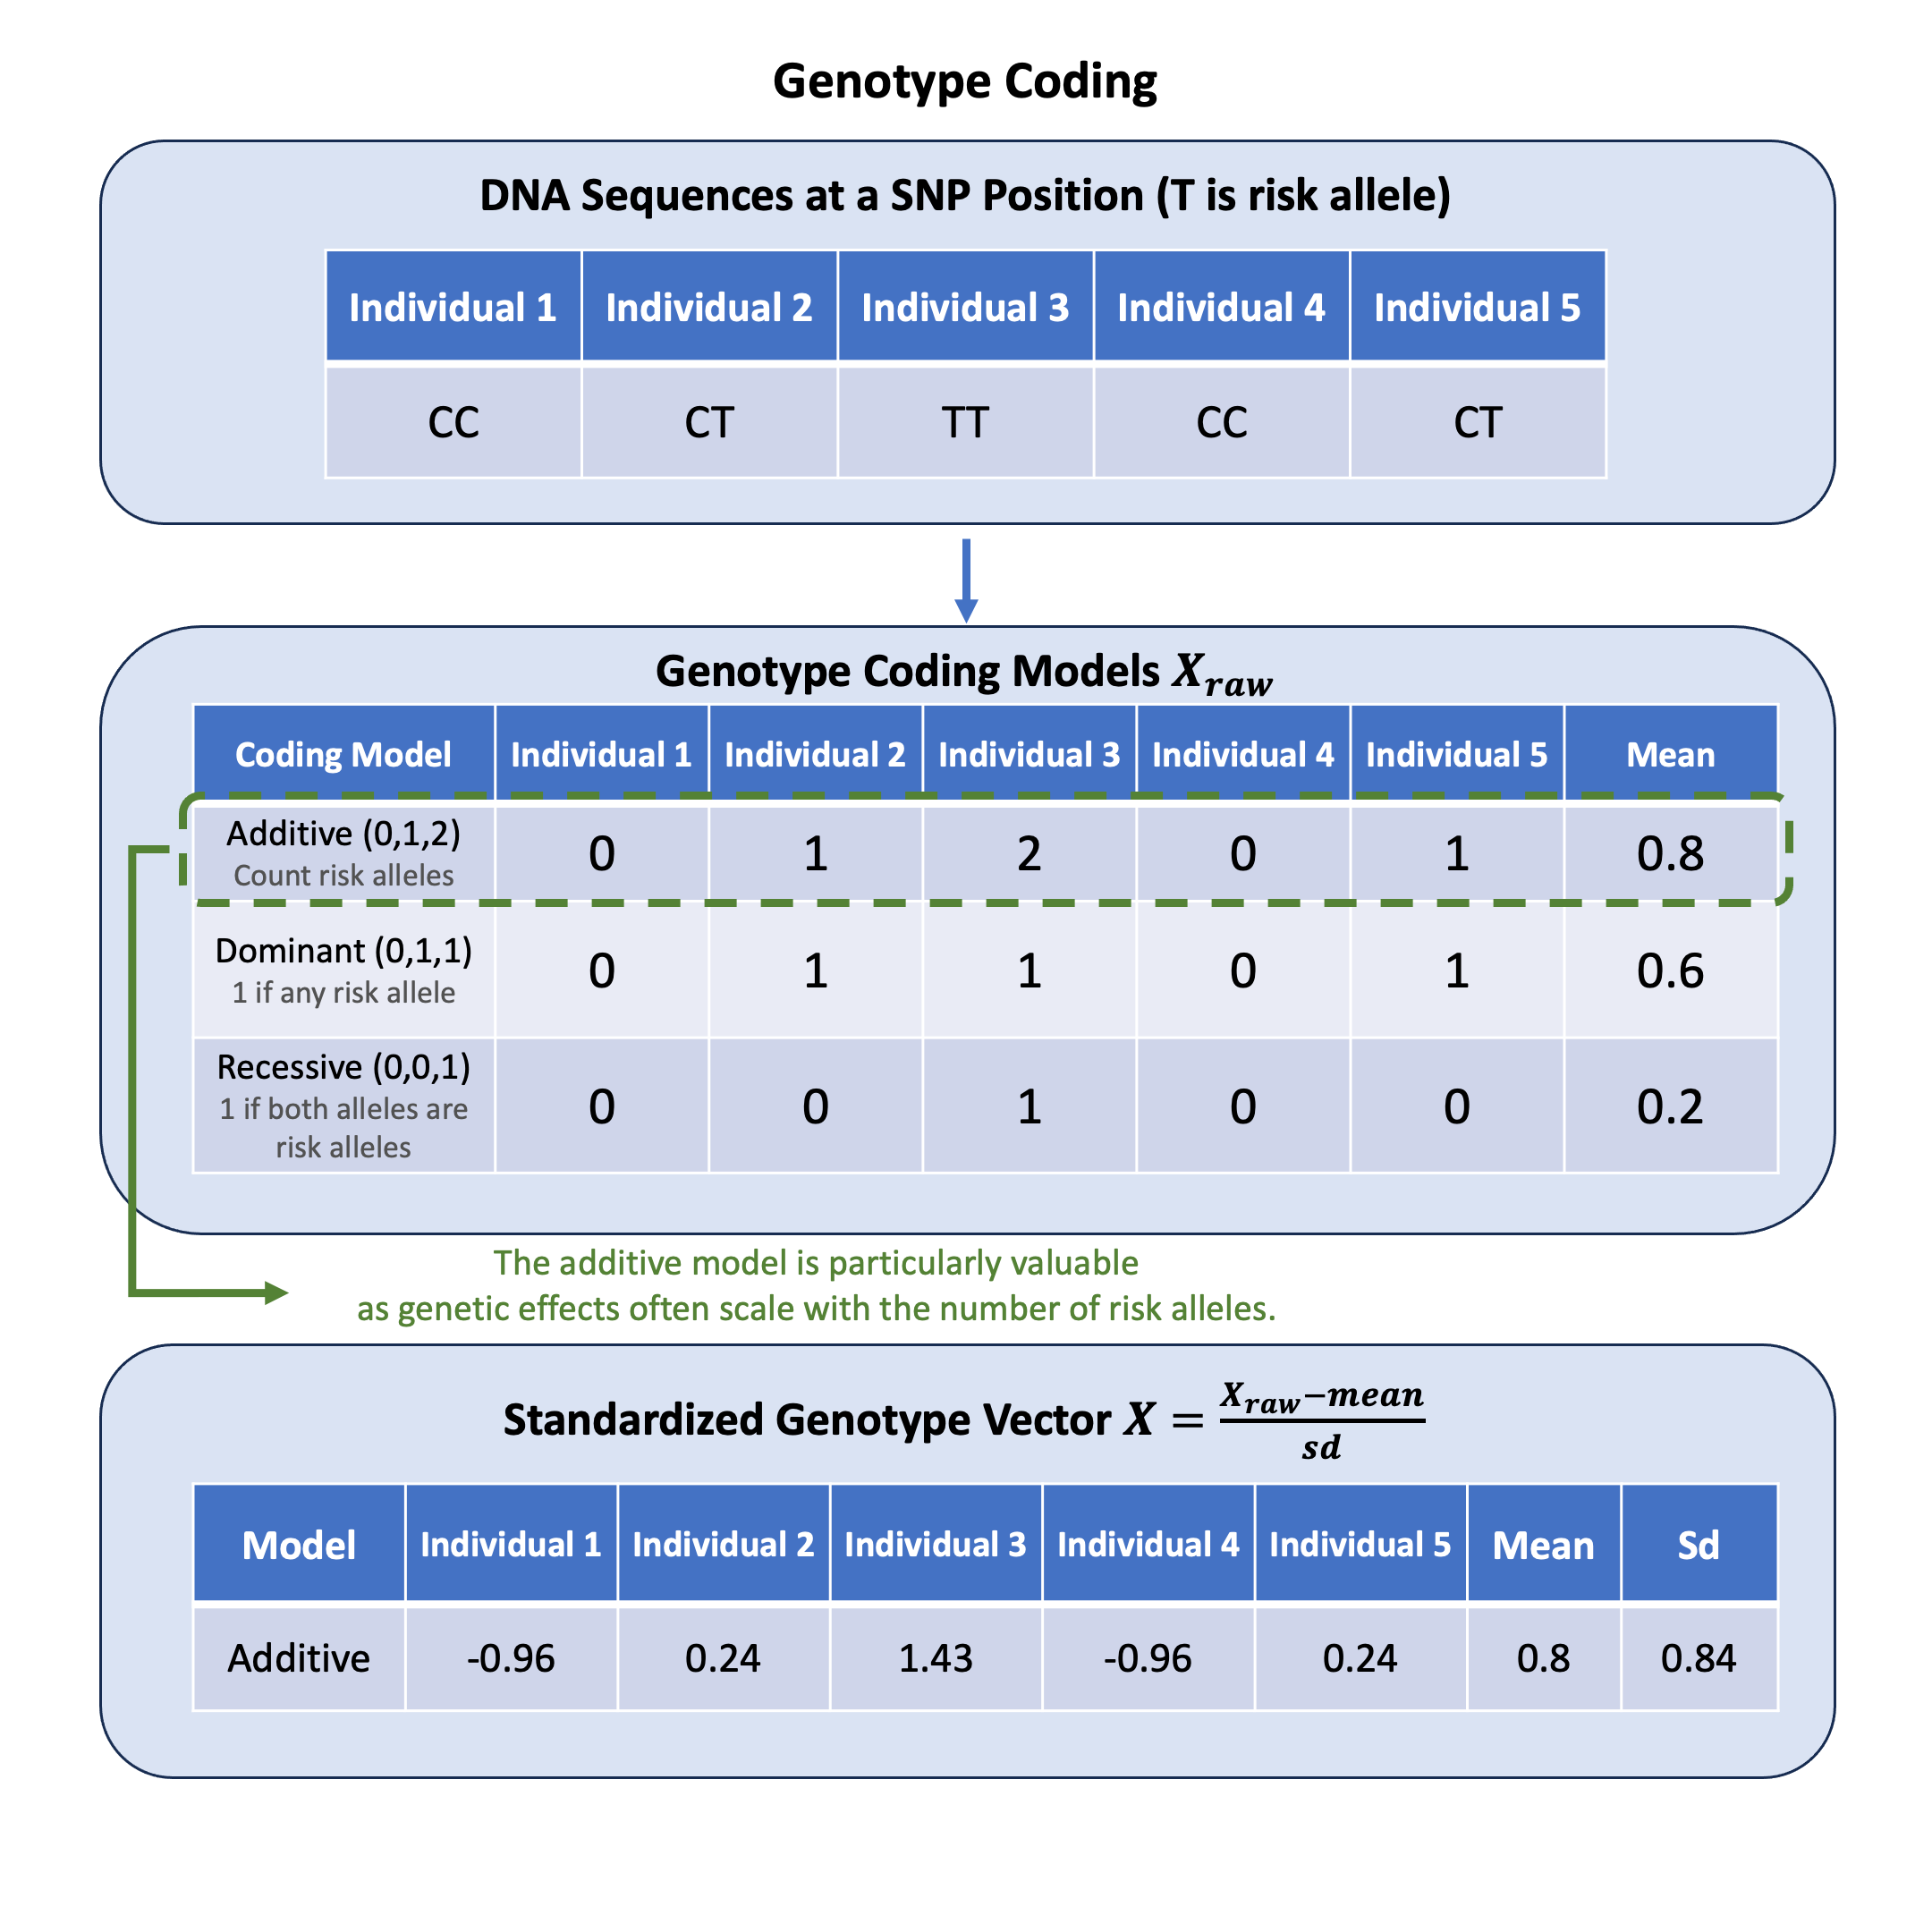 Genotype Coding
DNA Sequences at a SNP Position (T is risk allele)
Individual 1 Individual 2 Individual 3 Individual 4 Individual 5
CC CT TT CC CT
Genotype Coding Models X_raw
Coding Model Individual 1 Individual 2 Individual 3 Individual 4 Individual 5 Mean
Additive (0,1,2)
Count risk alleles
0 1 2 0 1 0.8
Dominant (0,1,1)
1 if any risk allele
0 1 1 0 1 0.6
Recessive (0,0,1)
1 if both alleles are
risk alleles
0 0 1 0 0 0.2
The additive model is particularly valuable
as genetic effects often scale with the number of risk alleles.
Standardized Genotype Vector X = (X_raw−mean)/sd
Model Individual 1 Individual 2 Individual 3 Individual 4 Individual 5 Mean Sd
Additive -0.96 0.24 1.43 -0.96 0.24 0.8 0.84